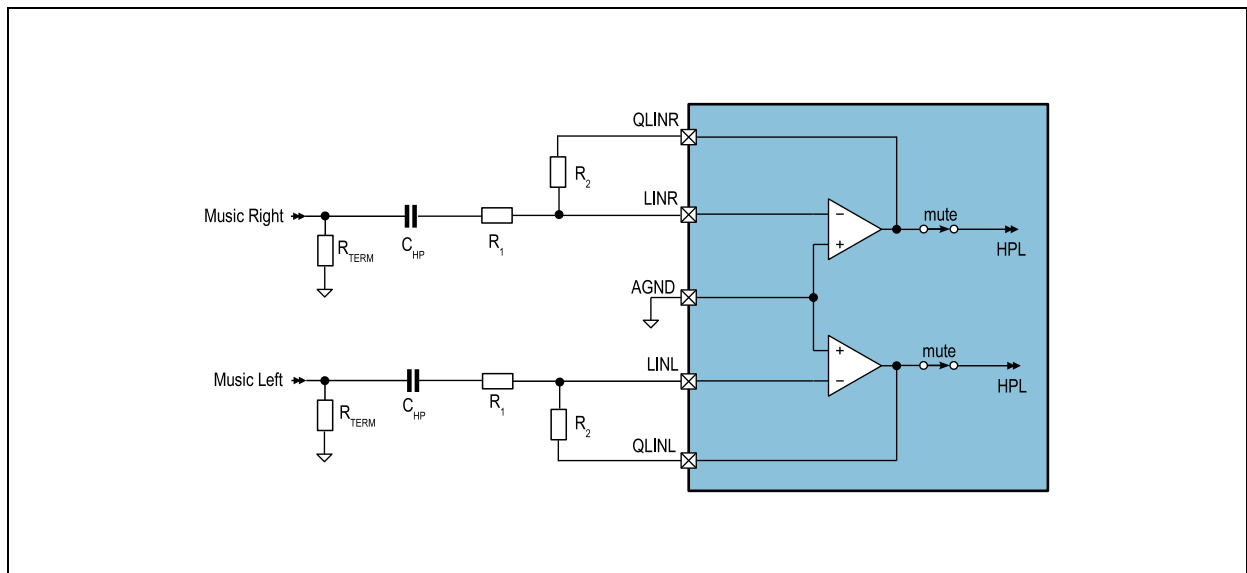 QLINR
R2
LINR
Music Right
mute
CHP
R1
RTERM
HPL
AGND
LINL
mute
Music Left
HPL
CHP
R1
RTERM
R2
QLINL
− 
+
+
−